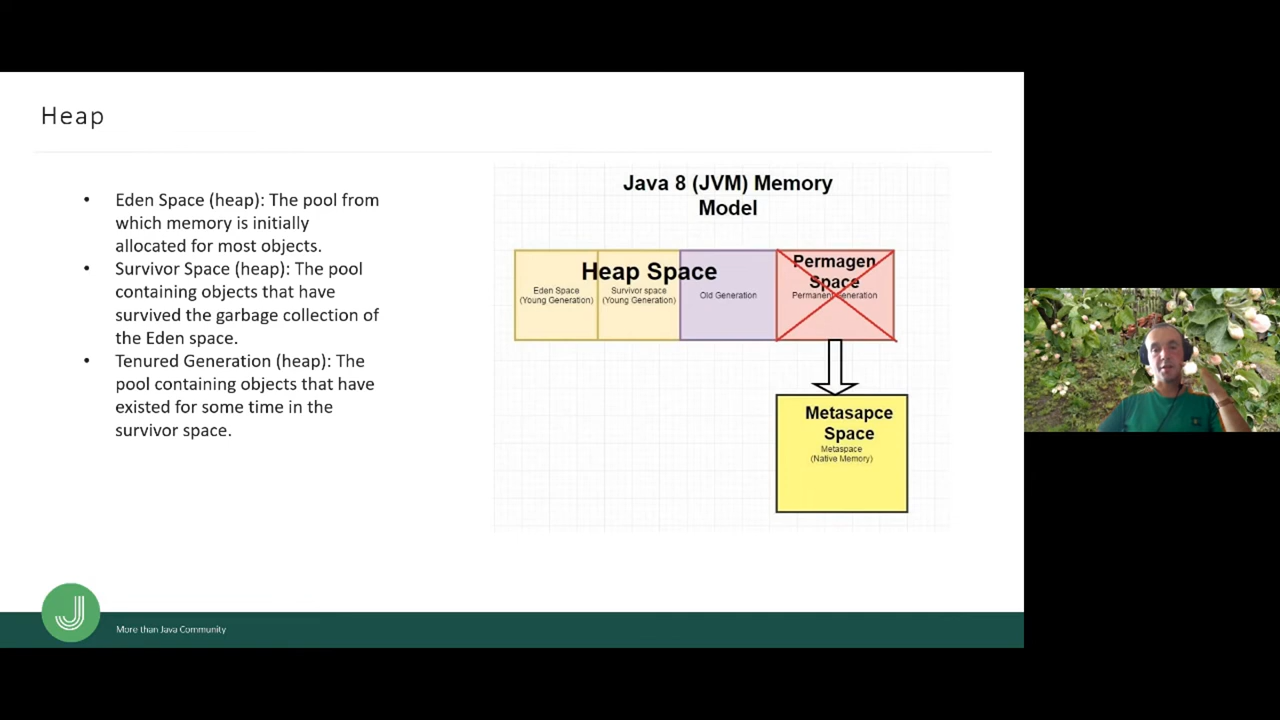 Heap
• Eden Space (heap): The pool from
which memory is initially
allocated for most objects.
• Survivor Space (heap): The pool
containing objects that have
survived the garbage collection of
the Eden space.
• Tenured Generation (heap): The
pool containing objects that have
existed for some time in the
survivor space.
Java 8 (JVM) Memory
Model
Heap Space
Eden Space
(Young Generation)
Survivor space
(Young Generation)
Old Generation
Permagen
Space
Permanent Generation
Metasapce
Space
Metaspace
(Native Memory)
J
More than Java Community